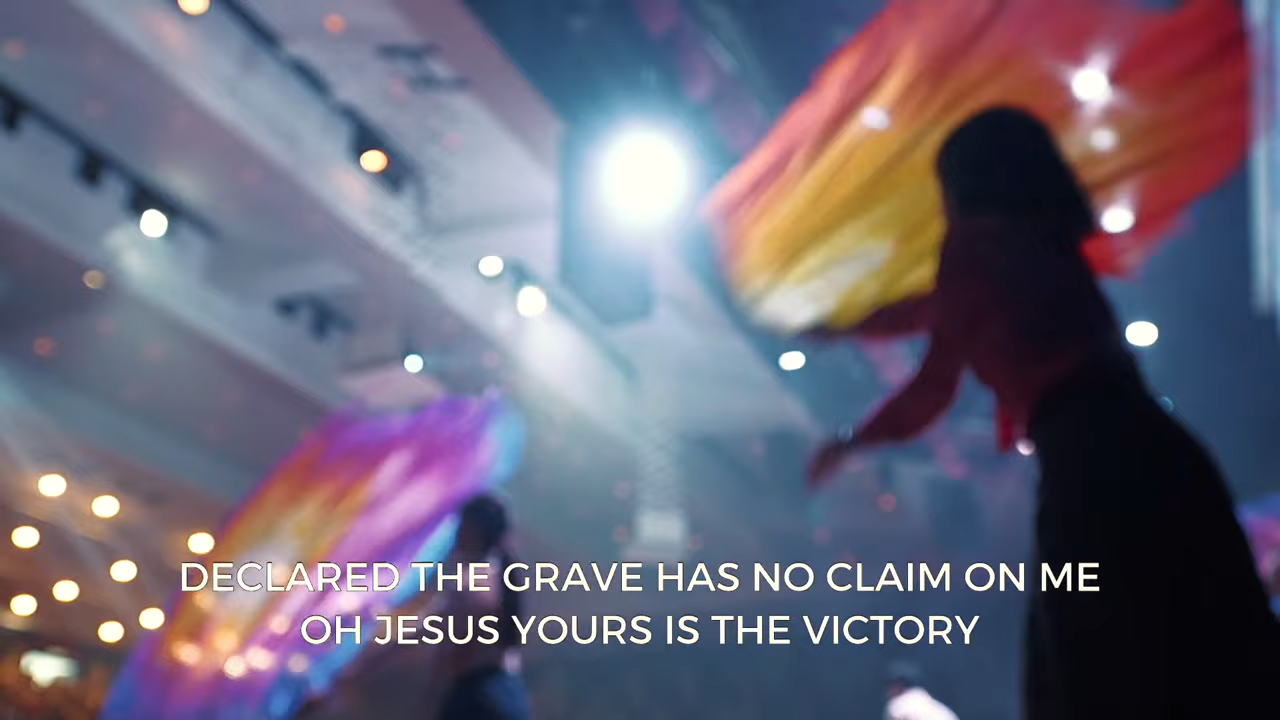 DECLARED THE GRAVE HAS NO CLAIM ON ME
OH JESUS YOURS IS THE VICTORY